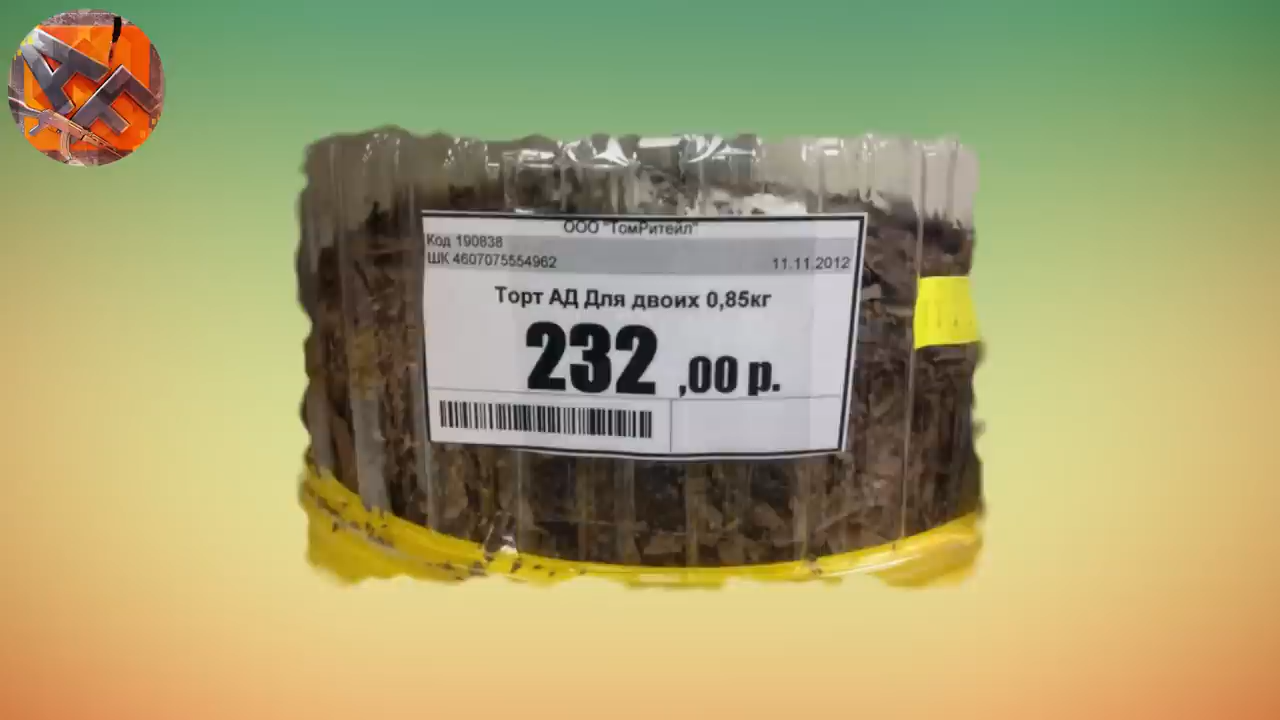 ООО "ТомРитейл"
Код 190838
ШК 4607075554962
11.11.2012
Торт АД Для двоих 0,85кг
232,00 р.